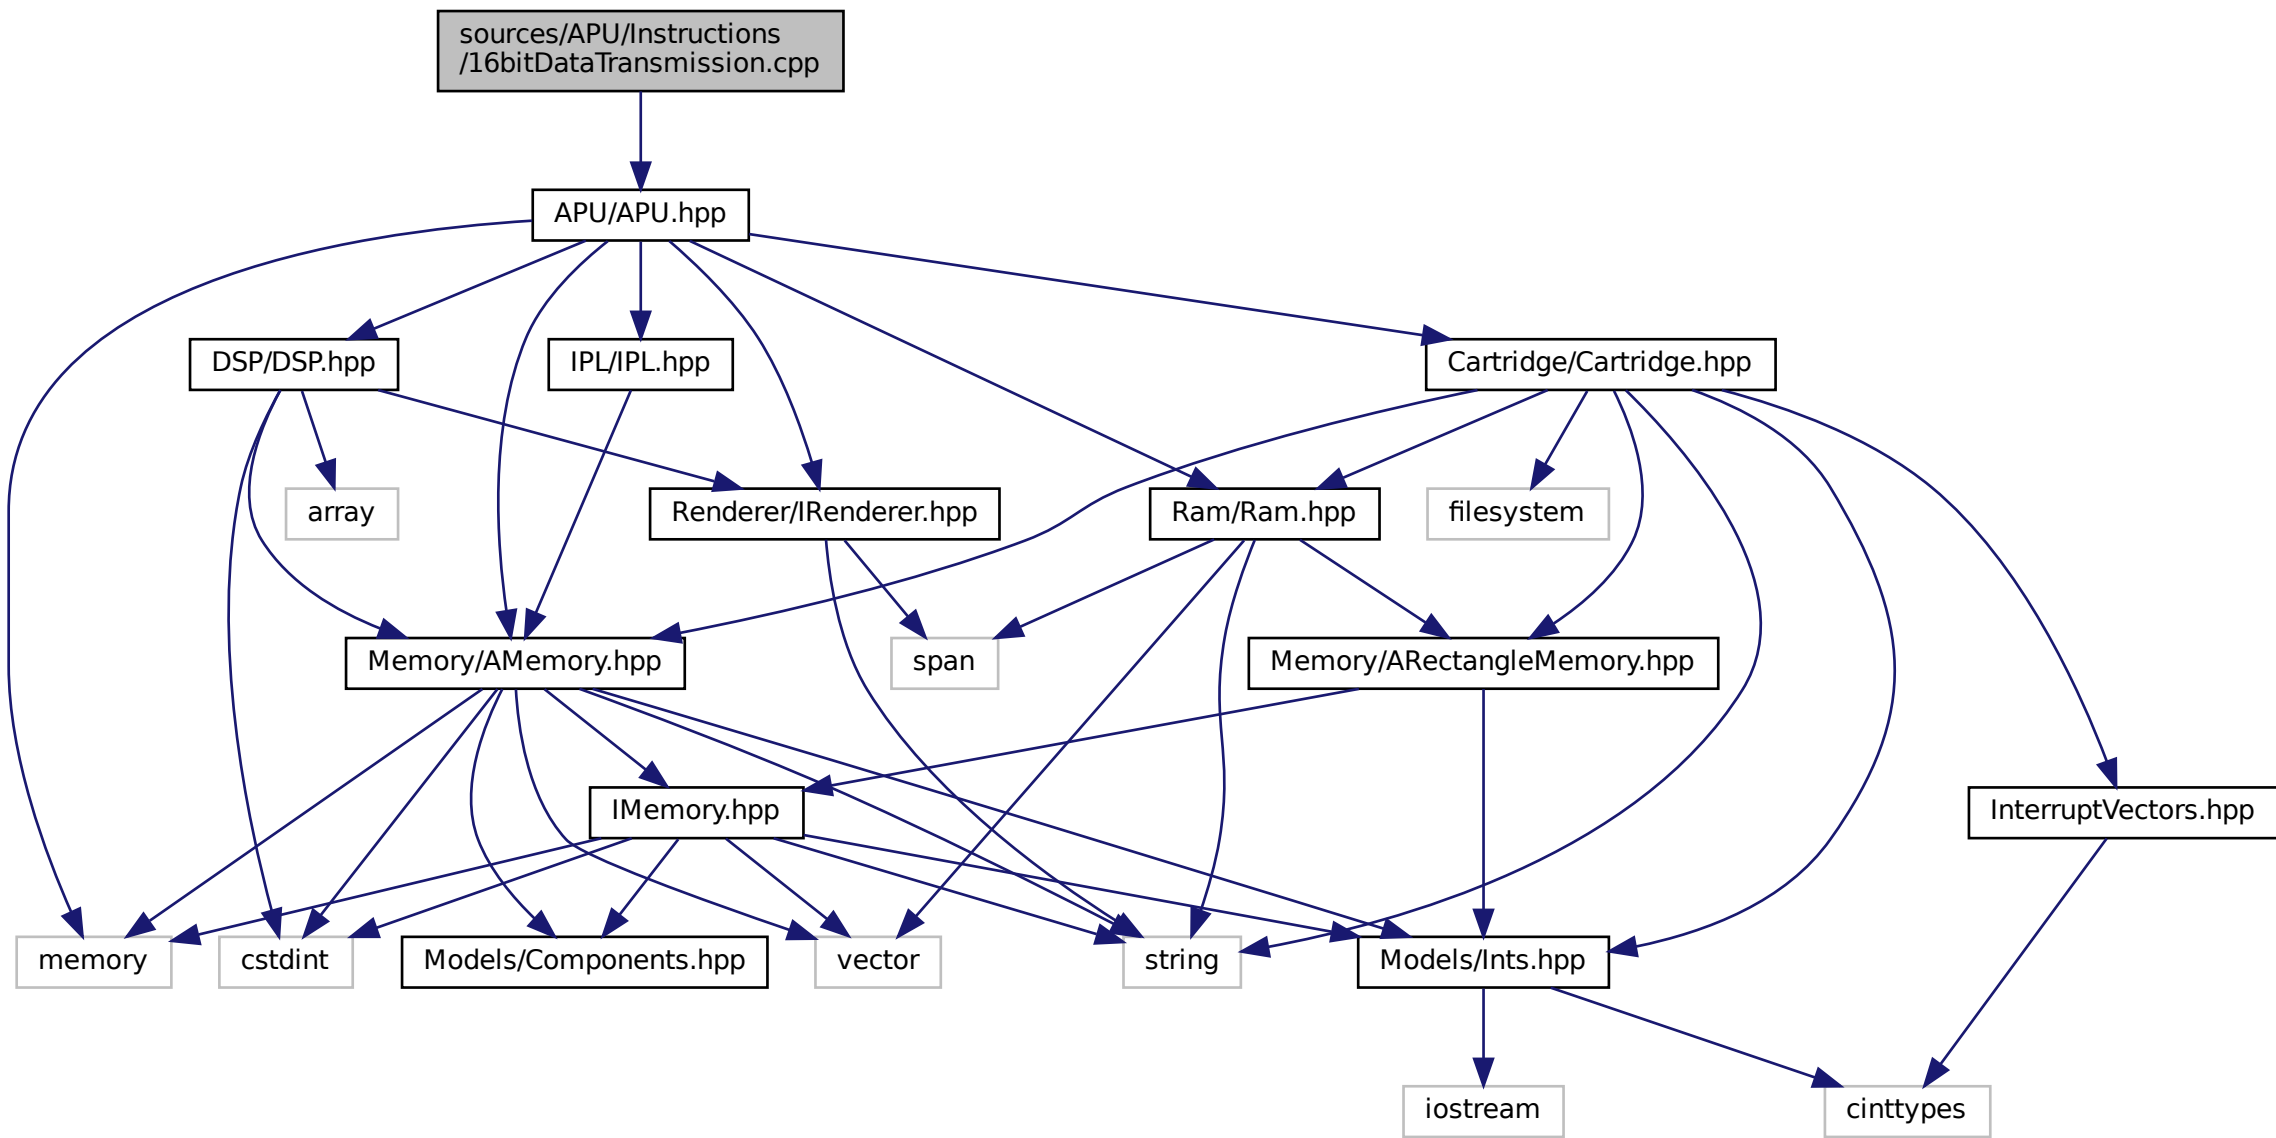 sources/APU/Instructions
/16bitDataTransmission.cpp
APU/APU.hpp
DSP/DSP.hpp
IPL/IPL.hpp
Cartridge/Cartridge.hpp
array
Renderer/IRenderer.hpp
Ram/Ram.hpp
filesystem
Memory/AMemory.hpp
span
Memory/ARectangleMemory.hpp
IMemory.hpp
InterruptVectors.hpp
memory
cstdint
Models/Components.hpp
vector
string
Models/Ints.hpp
iostream
cinttypes